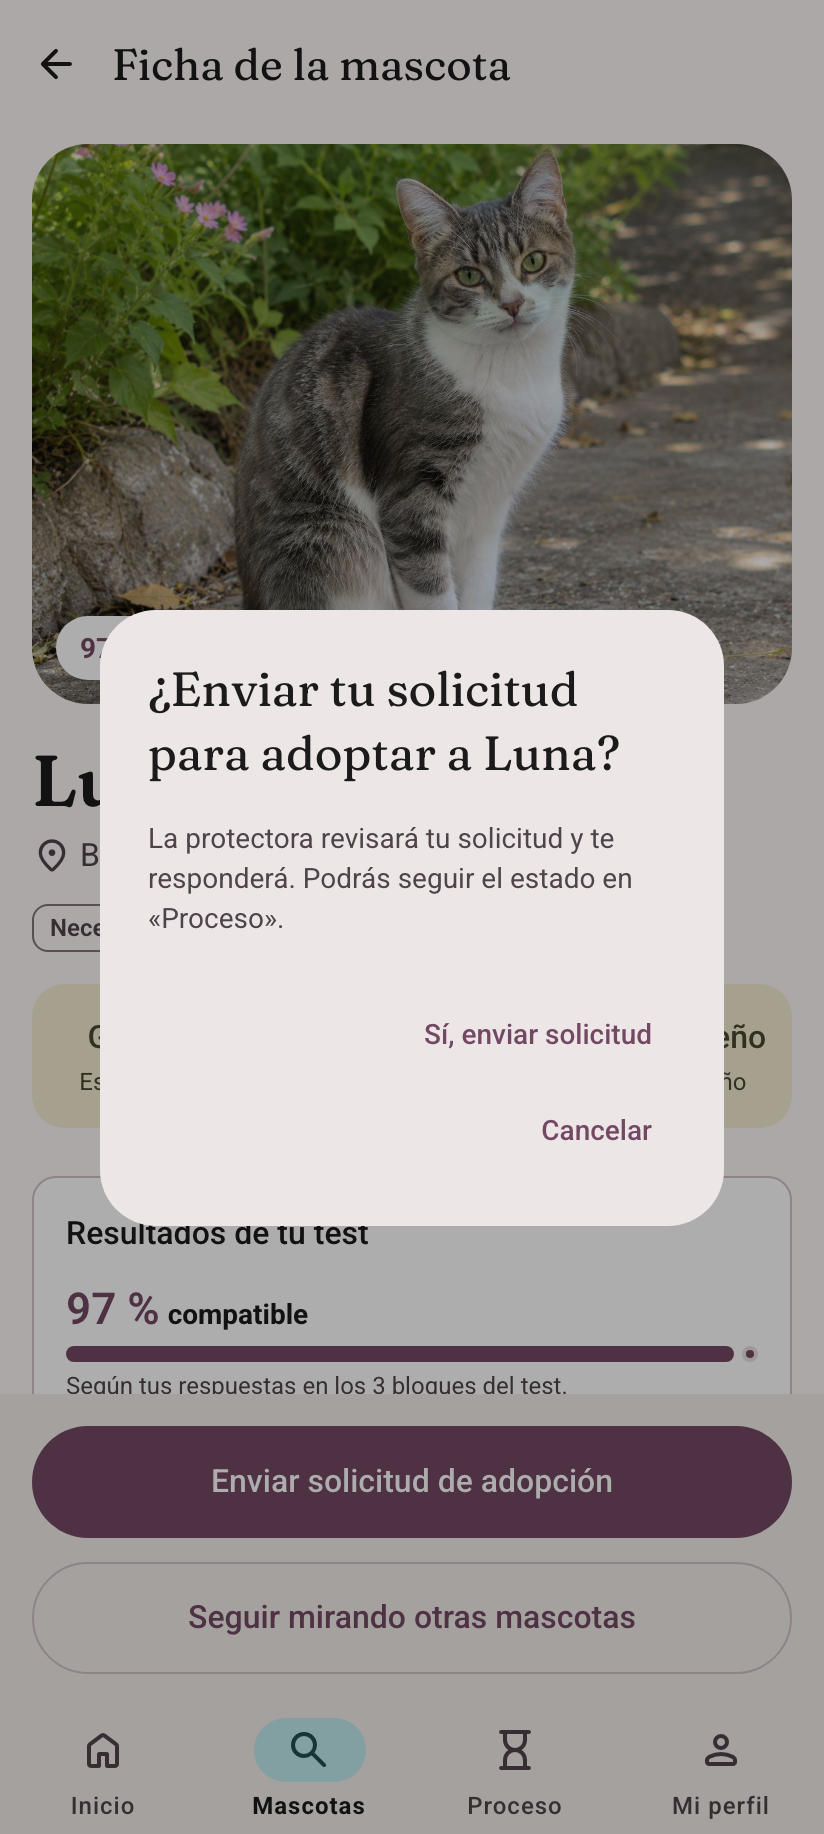 Ficha de la mascota
97
¿Enviar tu solicitud
para adoptar a Luna?
La protectora revisará tu solicitud y te
responderá. Podrás seguir el estado en
«Proceso».
Sí, enviar solicitud
Cancelar
Resultados de tu test
97 % compatible
Según tus respuestas en los 3 bloques del test.
Enviar solicitud de adopción
Seguir mirando otras mascotas
Inicio
Mascotas
Proceso
Mi perfil